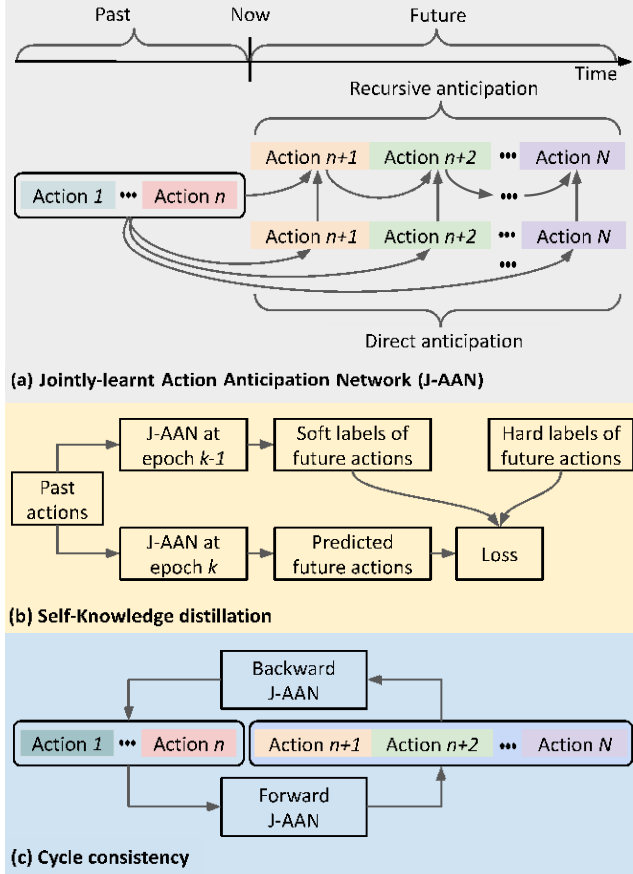 Past Now Future
Time
Recursive anticipation
Action n+1 Action n+2 ••• Action N
Action 1 ••• Action n
•••
Action n+1 Action n+2 ••• Action N
•••
Direct anticipation
(a) Jointly-learnt Action Anticipation Network (J-AAN)
J-AAN at
epoch k-1
Soft labels of
future actions
Hard labels of
future actions
Past
actions
J-AAN at
epoch k
Predicted
future actions
Loss
(b) Self-Knowledge distillation
Backward
J-AAN
Action 1 ••• Action n Action n+1 Action n+2 ••• Action N
Forward
J-AAN
(c) Cycle consistency